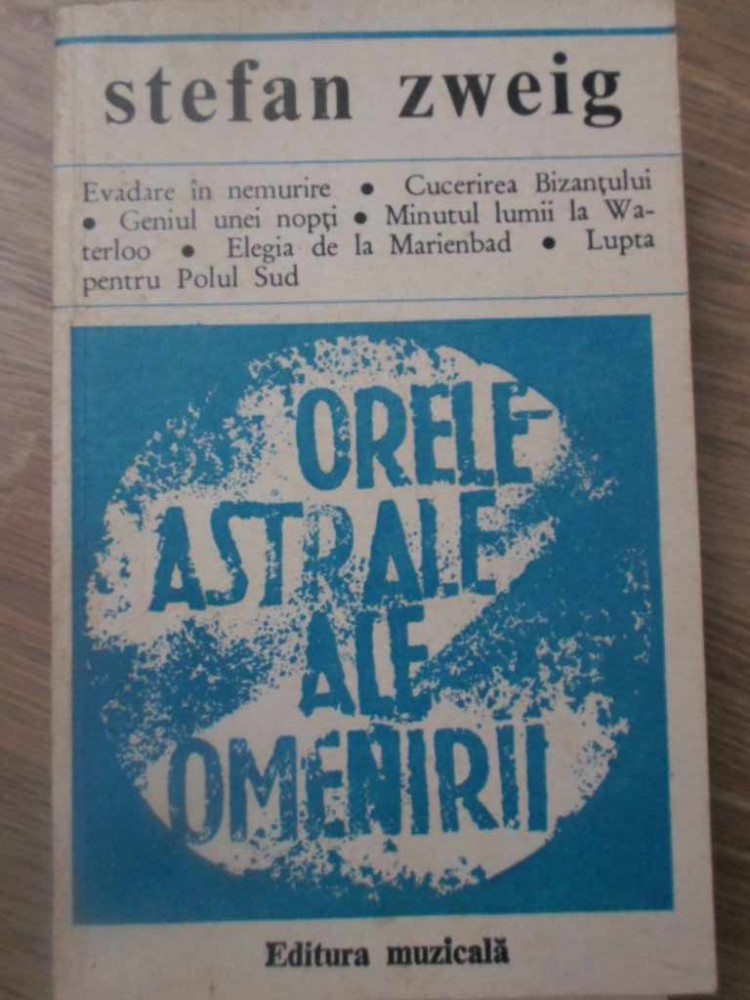 stefan zweig
Evadare în nemurire • Cucerirea Bizanțului
• Geniul unei nopți • Minutul lumii la Wa-
terloo • Elegia de la Marienbad • Lupta
pentru Polul Sud
ORELE
ASTRALE
ALE
OMENIRII
Editura muzicală